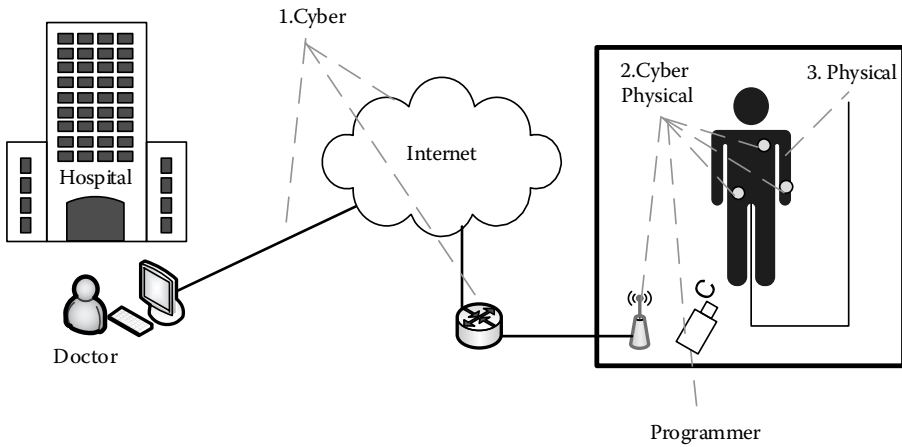 1.Cyber
2.Cyber
Physical
3. Physical
Internet
Hospital
Doctor
Programmer